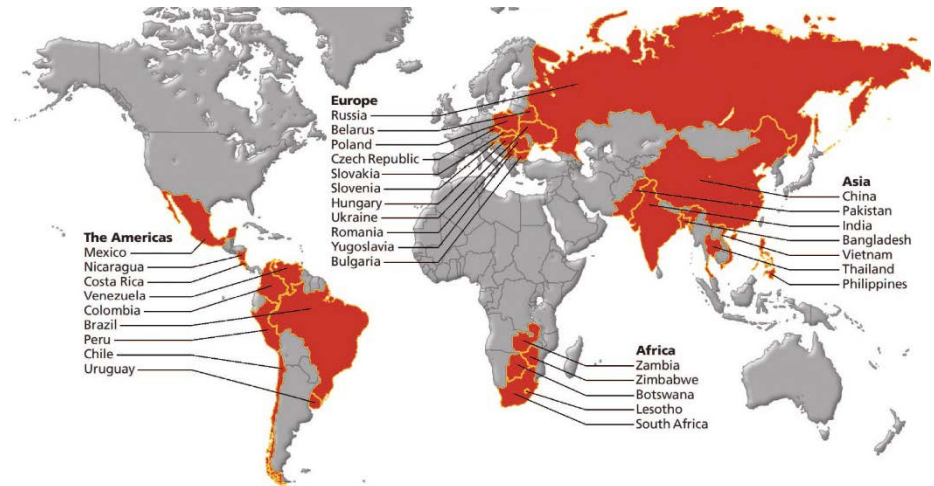 Europe
Russia
Belarus
Poland
Czech Republic
Slovakia
Slovenia
Hungary
Ukraine
Romania
Yugoslavia
Bulgaria
The Americas
Mexico
Nicaragua
Costa Rica
Venezuela
Colombia
Brazil
Peru
Chile
Uruguay
Asia
China
Pakistan
India
Bangladesh
Vietnam
Thailand
Philippines
Africa
Zambia
Zimbabwe
Botswana
Lesotho
South Africa